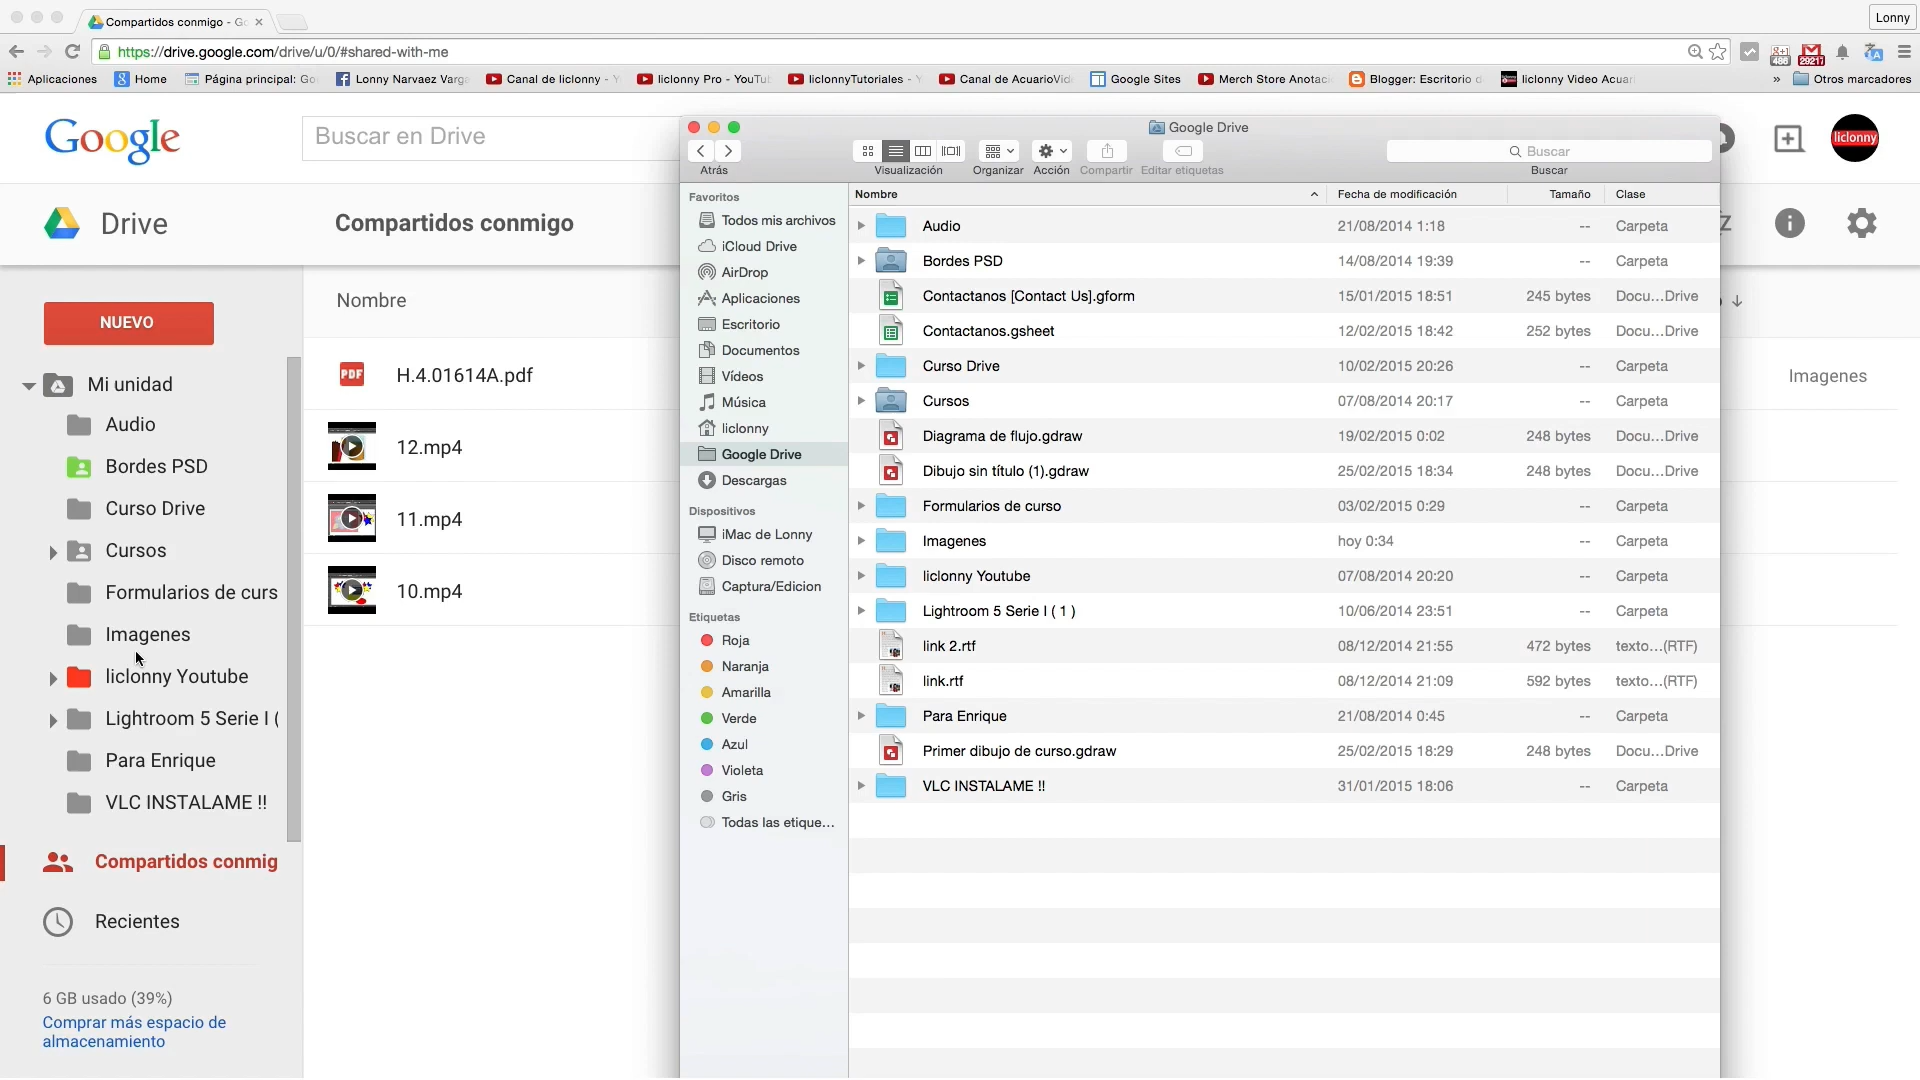 Compartidos conmigo - Go
Lonny
https://drive.google.com/drive/u/0/#shared-with-me
486
29217
Aplicaciones
Home
Página principal: Go
Lonny Narvaez Varga
Canal de liclonny - Y
liclonny Pro - YouTu
liclonnyTutoriales - Y
Canal de AcuarioVid
Google Sites
Merch Store Anotaci
Blogger: Escritorio d
liclonny Video Acuar
»
Otros marcadores
Google
Buscar en Drive
liclonny
Drive
Compartidos conmigo
NUEVO
Mi unidad
Audio
Bordes PSD
Curso Drive
Cursos
Formularios de curs
Imagenes
liclonny Youtube
Lightroom 5 Serie I (
Para Enrique
VLC INSTALAME !!
Compartidos conmig
Recientes
6 GB usado (39%)
Comprar más espacio de
almacenamiento
Nombre
PDF
H.4.01614A.pdf
12.mp4
11.mp4
10.mp4
Imagenes
Google Drive
Atrás
Visualización
Organizar
Acción
Compartir
Editar etiquetas
Buscar
Buscar
Favoritos
Todos mis archivos
iCloud Drive
AirDrop
Aplicaciones
Escritorio
Documentos
Vídeos
Música
liclonny
Google Drive
Descargas
Dispositivos
iMac de Lonny
Disco remoto
Captura/Edicion
Etiquetas
Roja
Naranja
Amarilla
Verde
Azul
Violeta
Gris
Todas las etique...
Nombre Fecha de modificación Tamaño Clase
Audio 21/08/2014 1:18 -- Carpeta
Bordes PSD 14/08/2014 19:39 -- Carpeta
Contactanos [Contact Us].gform 15/01/2015 18:51 245 bytes Docu...Drive
Contactanos.gsheet 12/02/2015 18:42 252 bytes Docu...Drive
Curso Drive 10/02/2015 20:26 -- Carpeta
Cursos 07/08/2014 20:17 -- Carpeta
Diagrama de flujo.gdraw 19/02/2015 0:02 248 bytes Docu...Drive
Dibujo sin título (1).gdraw 25/02/2015 18:34 248 bytes Docu...Drive
Formularios de curso 03/02/2015 0:29 -- Carpeta
Imagenes hoy 0:34 -- Carpeta
liclonny Youtube 07/08/2014 20:20 -- Carpeta
Lightroom 5 Serie I ( 1 ) 10/06/2014 23:51 -- Carpeta
link 2.rtf 08/12/2014 21:55 472 bytes texto...(RTF)
link.rtf 08/12/2014 21:09 592 bytes texto...(RTF)
Para Enrique 21/08/2014 0:45 -- Carpeta
Primer dibujo de curso.gdraw 25/02/2015 18:29 248 bytes Docu...Drive
VLC INSTALAME !! 31/01/2015 18:06 -- Carpeta